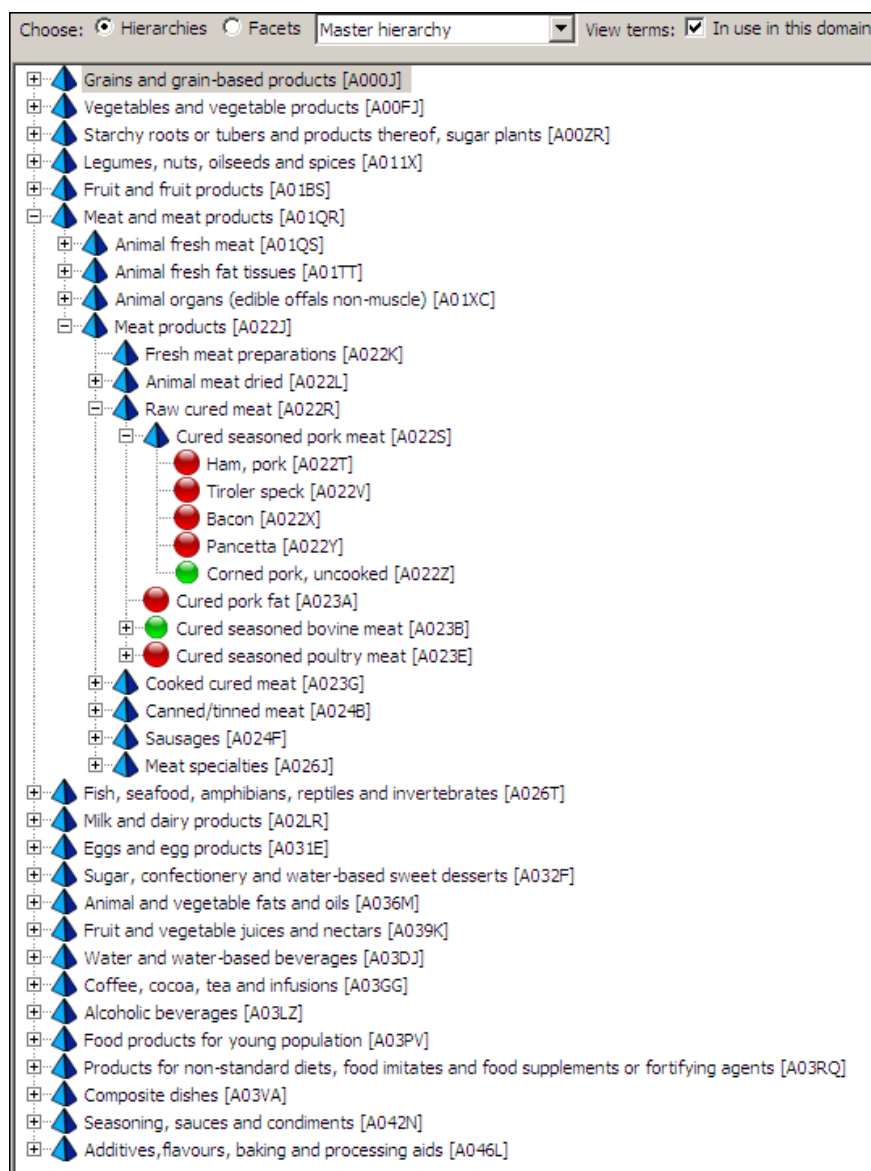 Choose: Hierarchies Facets Master hierarchy View terms: In use in this domain
Grains and grain-based products [A000J]
Vegetables and vegetable products [A00FJ]
Starchy roots or tubers and products thereof, sugar plants [A00ZR]
Legumes, nuts, oilseeds and spices [A011X]
Fruit and fruit products [A01BS]
Meat and meat products [A01QR]
Animal fresh meat [A01QS]
Animal fresh fat tissues [A01TT]
Animal organs (edible offals non-muscle) [A01XC]
Meat products [A022J]
Fresh meat preparations [A022K]
Animal meat dried [A022L]
Raw cured meat [A022R]
Cured seasoned pork meat [A022S]
Ham, pork [A022T]
Tiroler speck [A022V]
Bacon [A022X]
Pancetta [A022Y]
Corned pork, uncooked [A022Z]
Cured pork fat [A023A]
Cured seasoned bovine meat [A023B]
Cured seasoned poultry meat [A023E]
Cooked cured meat [A023G]
Canned/tinned meat [A024B]
Sausages [A024F]
Meat specialties [A026J]
Fish, seafood, amphibians, reptiles and invertebrates [A026T]
Milk and dairy products [A02LR]
Eggs and egg products [A031E]
Sugar, confectionery and water-based sweet desserts [A032F]
Animal and vegetable fats and oils [A036M]
Fruit and vegetable juices and nectars [A039K]
Water and water-based beverages [A03DJ]
Coffee, cocoa, tea and infusions [A03GG]
Alcoholic beverages [A03LZ]
Food products for young population [A03PV]
Products for non-standard diets, food imitates and food supplements or fortifying agents [A03RQ]
Composite dishes [A03VA]
Seasoning, sauces and condiments [A042N]
Additives,flavours, baking and processing aids [A046L]